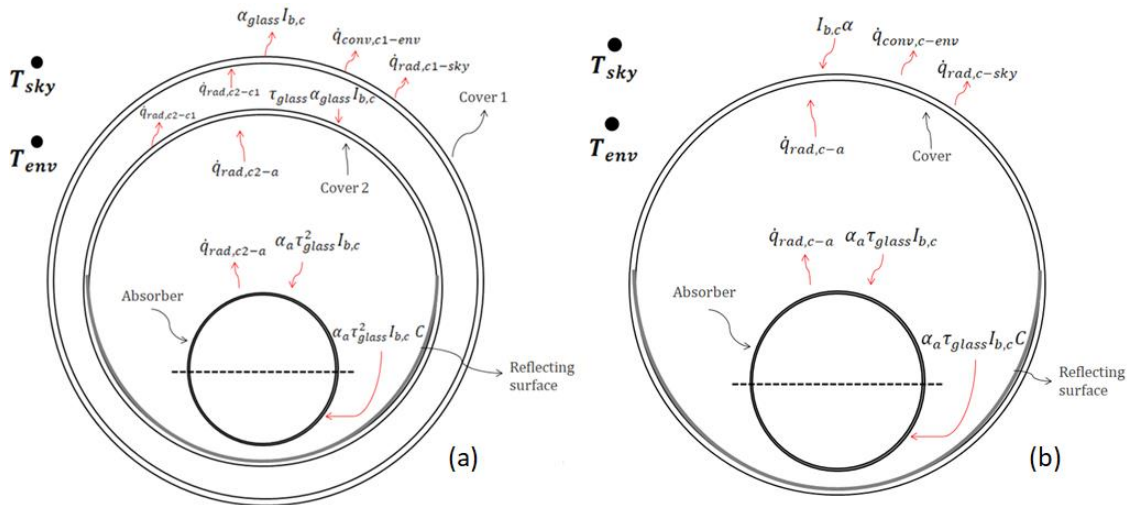 α_glass I_b,c
q̇_conv,c1−env
q̇_rad,c1−sky
T_sky
q̇_rad,c2−c1
τ_glass α_glass I_b,c
Cover 1
q̇_rad,c2−c1
T_env
q̇_rad,c2−a
Cover 2
q̇_rad,c2−a
α_a τ²_glass I_b,c
Absorber
α_a τ²_glass I_b,c C
Reflecting
surface
(a)
I_b,c α
q̇_conv,c−env
q̇_rad,c−sky
T_sky
T_env
q̇_rad,c−a
Cover
q̇_rad,c−a
α_a τ_glass I_b,c
Absorber
α_a τ_glass I_b,c C
Reflecting
surface
(b)